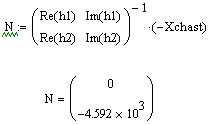 N := ( Re(h1) Im(h1)
Re(h2) Im(h2) )^-1 ·(-Xchast)
N = ( 0
-4.592 × 10^3 )